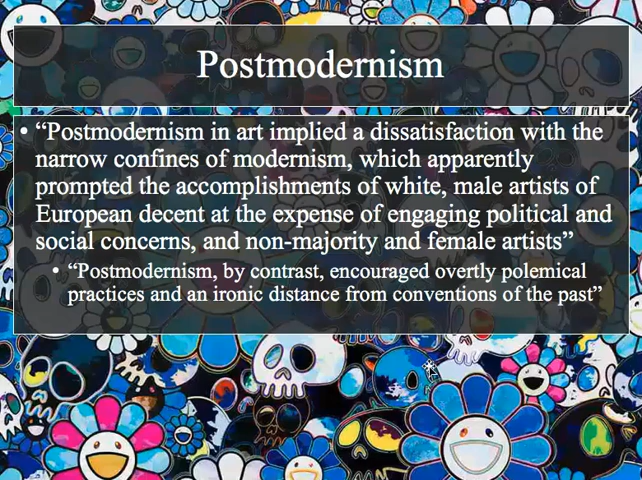 Postmodernism
• “Postmodernism in art implied a dissatisfaction with the
narrow confines of modernism, which apparently
prompted the accomplishments of white, male artists of
European decent at the expense of engaging political and
social concerns, and non-majority and female artists”
• “Postmodernism, by contrast, encouraged overtly polemical
practices and an ironic distance from conventions of the past”